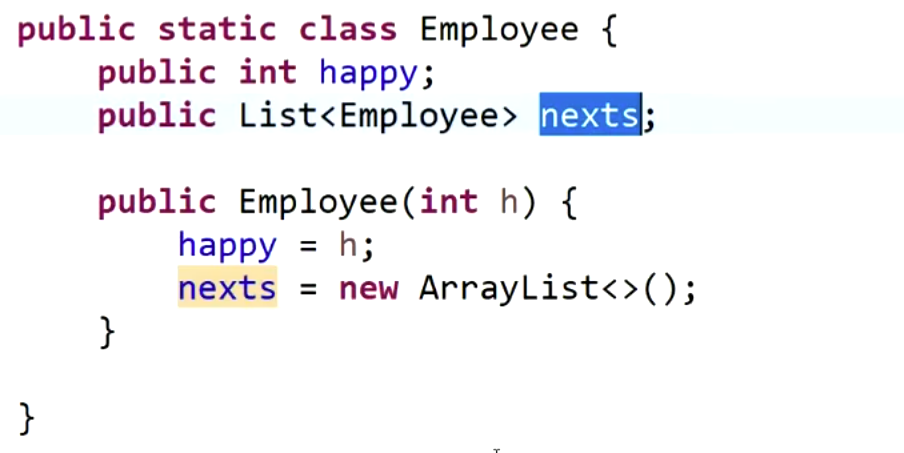 public static class Employee {
    public int happy;
    public List<Employee> nexts;
    public Employee(int h) {
        happy = h;
        nexts = new ArrayList<>();
    }
}